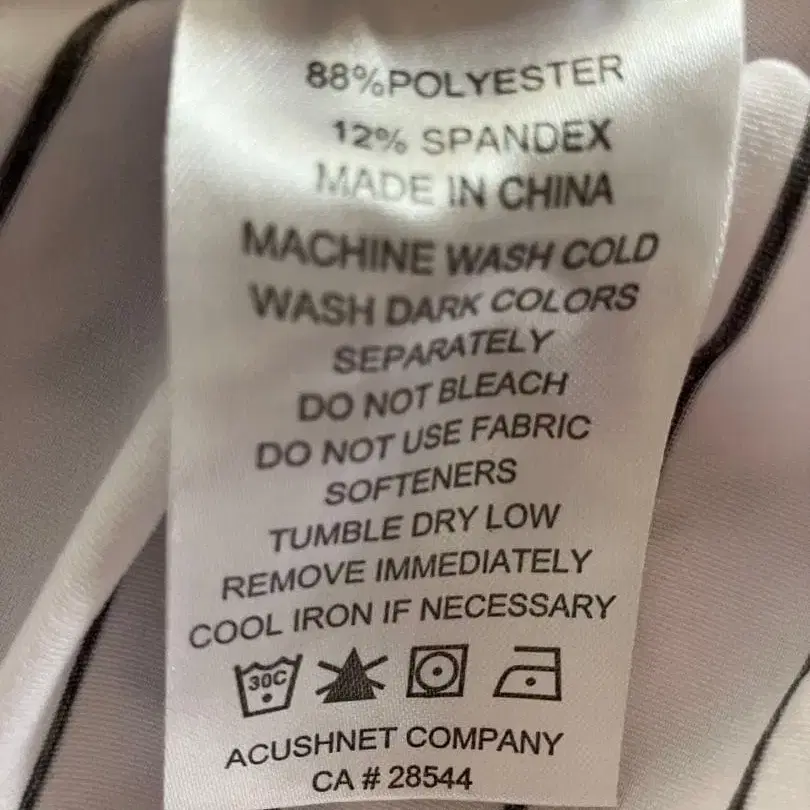 88%POLYESTER
12% SPANDEX
MADE IN CHINA
MACHINE WASH COLD
WASH DARK COLORS
SEPARATELY
DO NOT BLEACH
DO NOT USE FABRIC
SOFTENERS
TUMBLE DRY LOW
REMOVE IMMEDIATELY
COOL IRON IF NECESSARY
30C
ACUSHNET COMPANY
CA # 28544